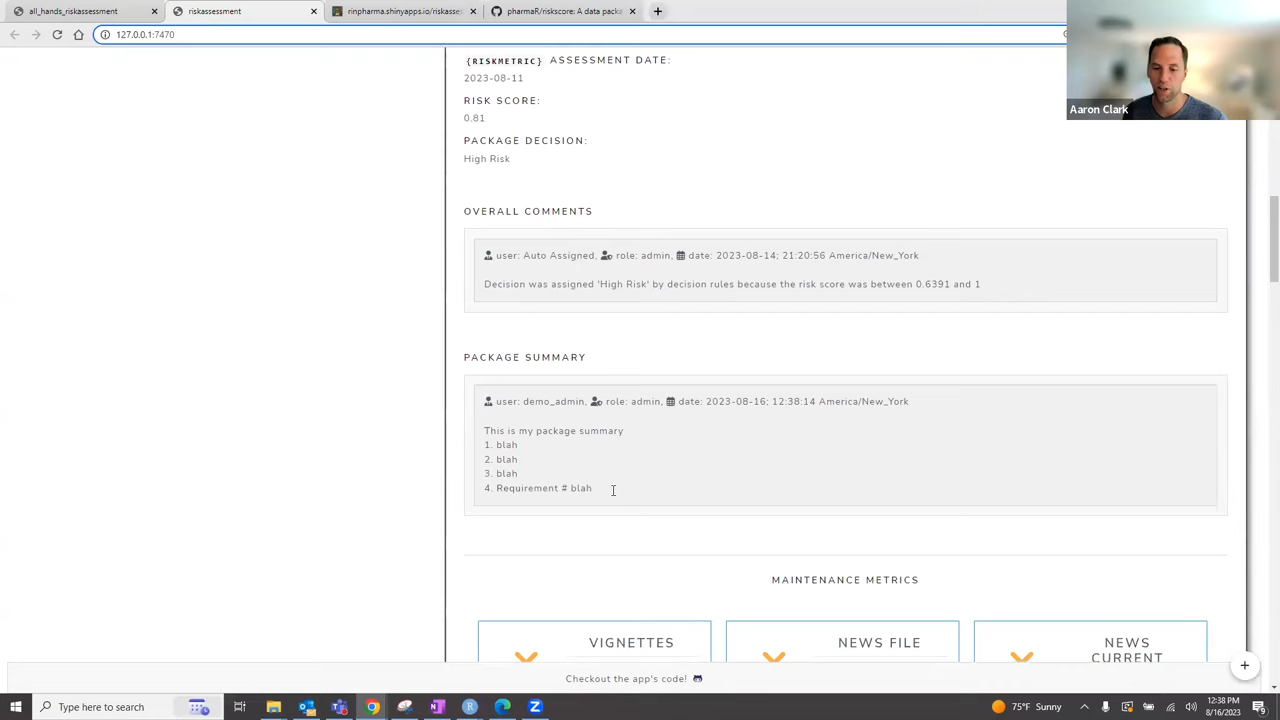 all_hands_riskassessment
riskassessment
rinpharma.shinyapps.io/riskasses
pharmaR/riskscore: A data packa
127.0.0.1:7470
Aaron Clark
{RISKMETRIC} ASSESSMENT DATE:
2023-08-11
RISK SCORE:
0.81
PACKAGE DECISION:
High Risk
OVERALL COMMENTS
user: Auto Assigned, role: admin, date: 2023-08-14; 21:20:56 America/New_York
Decision was assigned 'High Risk' by decision rules because the risk score was between 0.6391 and 1
PACKAGE SUMMARY
user: demo_admin, role: admin, date: 2023-08-16; 12:38:14 America/New_York
This is my package summary
1. blah
2. blah
3. blah
4. Requirement # blah
MAINTENANCE METRICS
VIGNETTES
NEWS FILE
NEWS
CURRENT
Checkout the app's code!
Type here to search
75°F Sunny
12:38 PM
8/16/2023